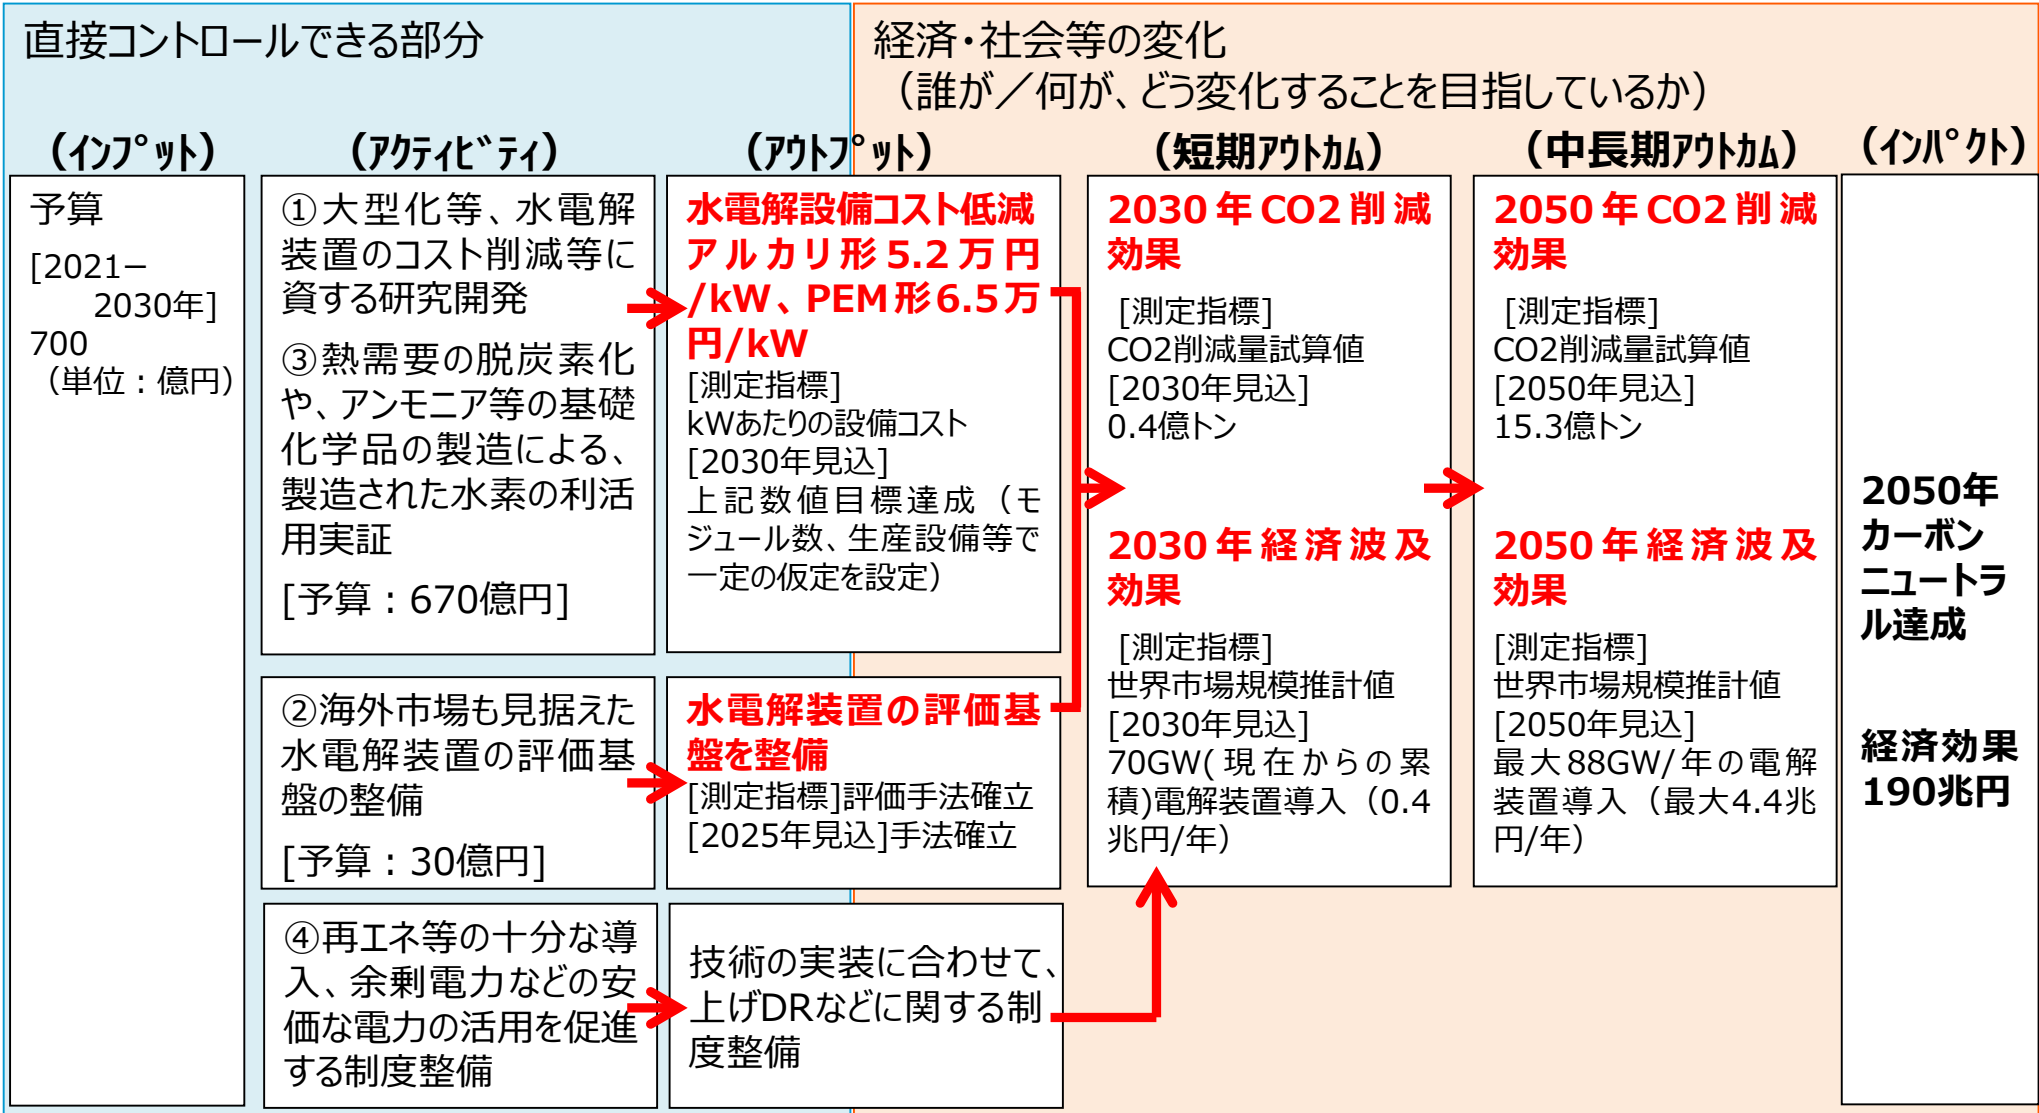 直接コントロールできる部分
経済・社会等の変化
（誰が／何が、どう変化することを目指しているか）
（ｲﾝﾌﾟｯﾄ）
（ｱｸﾃｨﾋﾞﾃｨ）
（ｱｳﾄﾌﾟｯﾄ）
（短期ｱｳﾄｶﾑ）
（中長期ｱｳﾄｶﾑ）
（ｲﾝﾊﾟｸﾄ）
予算
[2021－
2030年]
700
（単位：億円）
①大型化等、水電解
装置のコスト削減等に
資する研究開発
③熱需要の脱炭素化
や、アンモニア等の基礎
化学品の製造による、
製造された水素の利活
用実証
[予算：670億円]
②海外市場も見据えた
水電解装置の評価基
盤の整備
[予算：30億円]
④再エネ等の十分な導
入、余剰電力などの安
価な電力の活用を促進
する制度整備
水電解設備コスト低減
アルカリ形5.2万円
/kW、PEM形6.5万
円/kW
[測定指標]
kWあたりの設備コスト
[2030年見込]
上記数値目標達成（モ
ジュール数、生産設備等で
一定の仮定を設定）
水電解装置の評価基
盤を整備
[測定指標]評価手法確立
[2025年見込]手法確立
技術の実装に合わせて、
上げDRなどに関する制
度整備
2030年CO2削減
効果
[測定指標]
CO2削減量試算値
[2030年見込]
0.4億トン
2030年経済波及
効果
[測定指標]
世界市場規模推計値
[2030年見込]
70GW(現在からの累
積)電解装置導入（0.4
兆円/年）
2050年CO2削減
効果
[測定指標]
CO2削減量試算値
[2050年見込]
15.3億トン
2050年経済波及
効果
[測定指標]
世界市場規模推計値
[2050年見込]
最大88GW/年の電解
装置導入（最大4.4兆
円/年）
2050年
カーボン
ニュートラ
ル達成
経済効果
190兆円